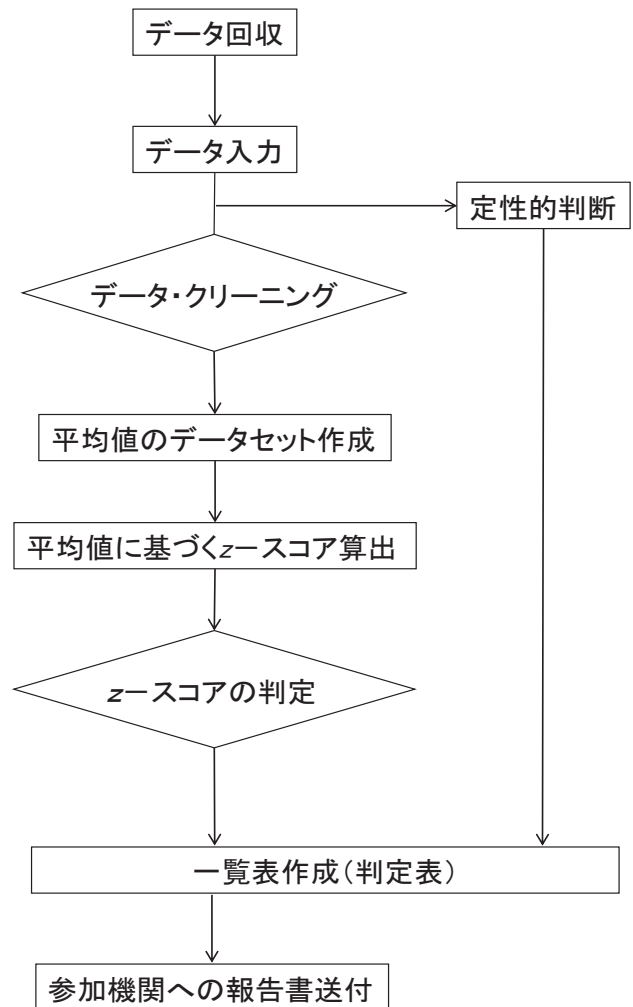 データ回収
データ入力
定性的判断
データ・クリーニング
平均値のデータセット作成
平均値に基づくz－スコア算出
z－スコアの判定
一覧表作成（判定表）
参加機関への報告書送付